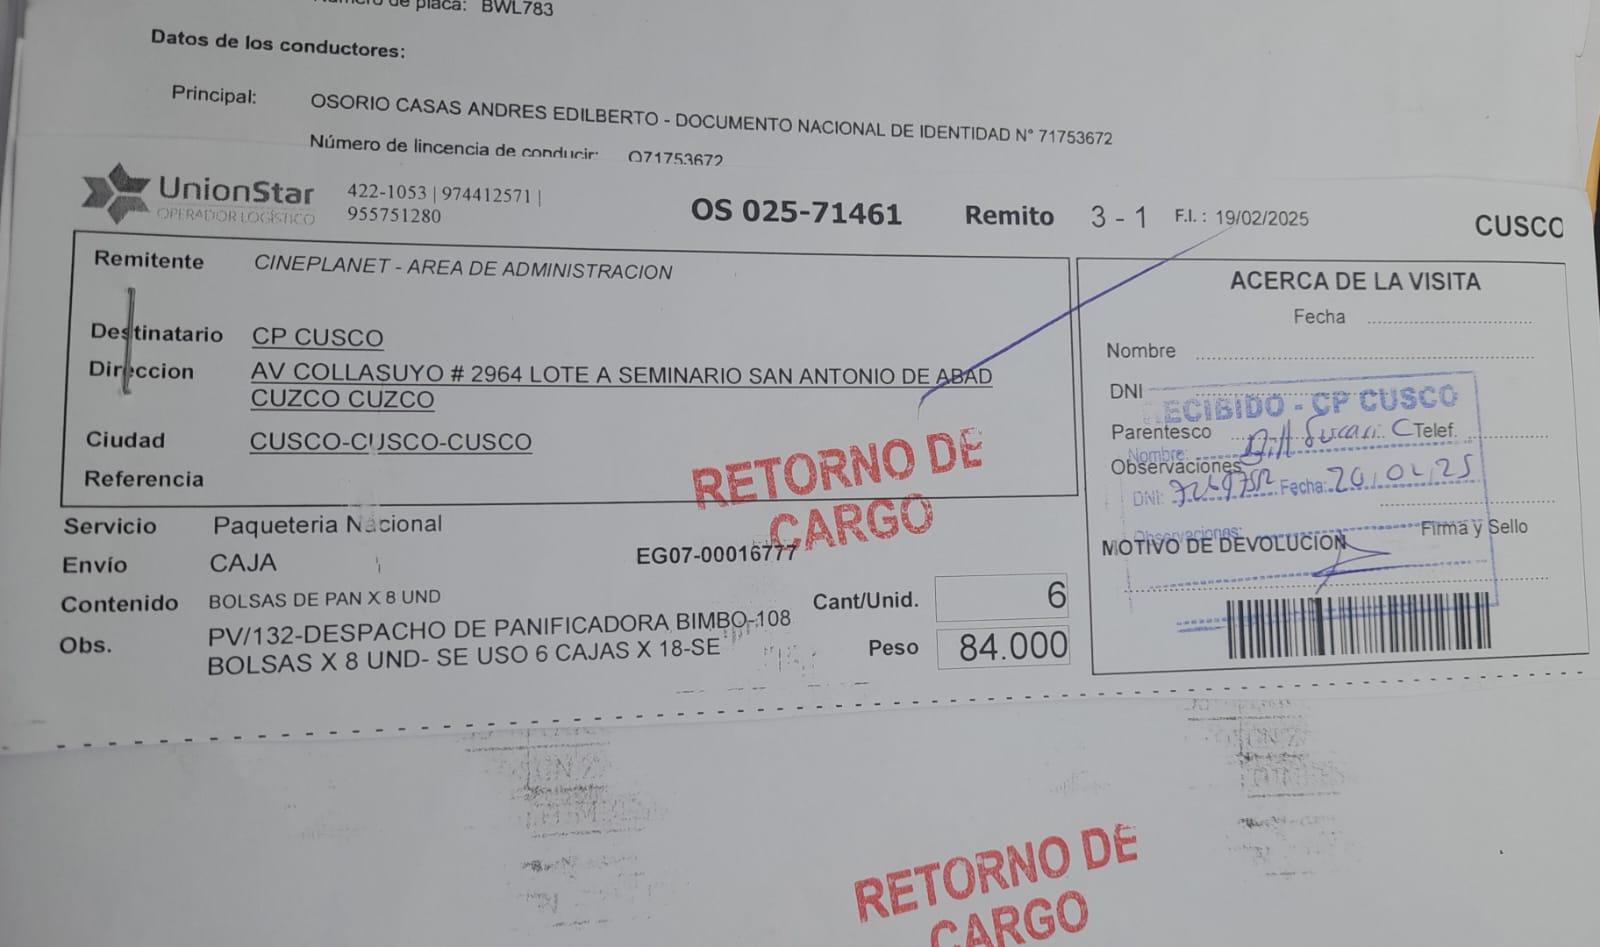 Número de placa: BWL783
Datos de los conductores:
Principal: OSORIO CASAS ANDRES EDILBERTO - DOCUMENTO NACIONAL DE IDENTIDAD N° 71753672
Número de lincencia de conducir: Q71753672
UnionStar
OPERADOR LOGÍSTICO
422-1053 | 974412571 |
955751280
OS 025-71461 Remito 3 - 1 F.I. : 19/02/2025 CUSCO
Remitente CINEPLANET - AREA DE ADMINISTRACION
Destinatario CP CUSCO
Direccion AV COLLASUYO # 2964 LOTE A SEMINARIO SAN ANTONIO DE ABAD
CUZCO CUZCO
Ciudad CUSCO-CUSCO-CUSCO
Referencia
RETORNO DE
CARGO
Servicio Paqueteria Nacional
Envío CAJA
EG07-00016777
Contenido BOLSAS DE PAN X 8 UND
Obs. PV/132-DESPACHO DE PANIFICADORA BIMBO-108
BOLSAS X 8 UND- SE USO 6 CAJAS X 18-SE
Cant/Unid. 6
Peso 84.000
ACERCA DE LA VISITA
Fecha
Nombre
DNI
RECIBIDO - CP CUSCO
Parentesco Telef.
Nombre:
Observaciones
DNI: Fecha:
Observaciones:
Firma y Sello
MOTIVO DE DEVOLUCION
RETORNO DE
CARGO